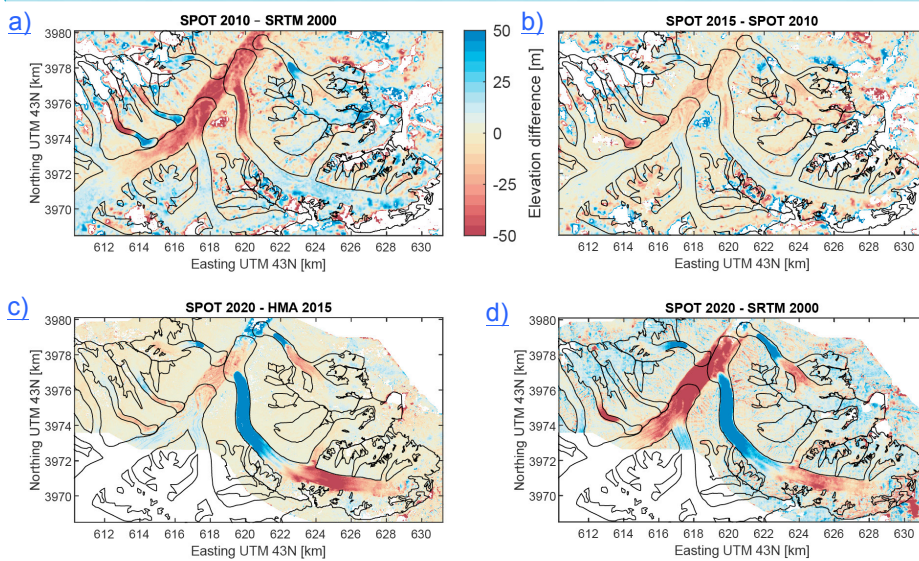 a)
SPOT 2010 - SRTM 2000
b)
SPOT 2015 - SPOT 2010
3980
3978
3976
3974
3972
3970
Northing UTM 43N [km]
612 614 616 618 620 622 624 626 628 630
Easting UTM 43N [km]
50
25
0
-25
-50
Elevation difference [m]
3980
3978
3976
3974
3972
3970
Northing UTM 43N [km]
612 614 616 618 620 622 624 626 628 630
Easting UTM 43N [km]
c)
SPOT 2020 - HMA 2015
d)
SPOT 2020 - SRTM 2000
3980
3978
3976
3974
3972
3970
Northing UTM 43N [km]
612 614 616 618 620 622 624 626 628 630
Easting UTM 43N [km]
3980
3978
3976
3974
3972
3970
Northing UTM 43N [km]
612 614 616 618 620 622 624 626 628 630
Easting UTM 43N [km]